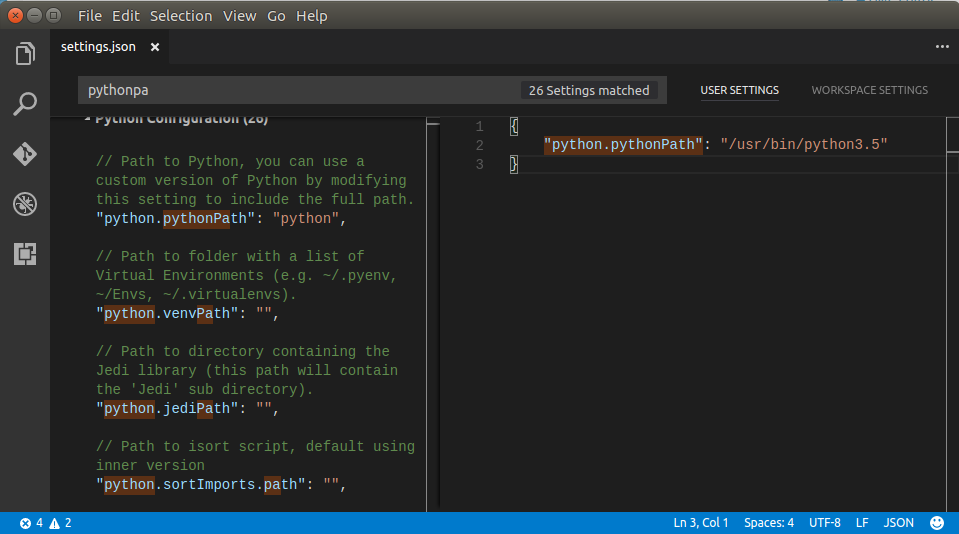 File Edit Selection View Go Help
settings.json
pythonpa
26 Settings matched
USER SETTINGS
WORKSPACE SETTINGS
Python Configuration (26)
// Path to Python, you can use a
custom version of Python by modifying
this setting to include the full path.
"python.pythonPath": "python",
// Path to folder with a list of
Virtual Environments (e.g. ~/.pyenv,
~/Envs, ~/.virtualenvs).
"python.venvPath": "",
// Path to directory containing the
Jedi library (this path will contain
the 'Jedi' sub directory).
"python.jediPath": "",
// Path to isort script, default using
inner version
"python.sortImports.path": "",
1 {
2 "python.pythonPath": "/usr/bin/python3.5"
3 }
4 2
Ln 3, Col 1 Spaces: 4 UTF-8 LF JSON